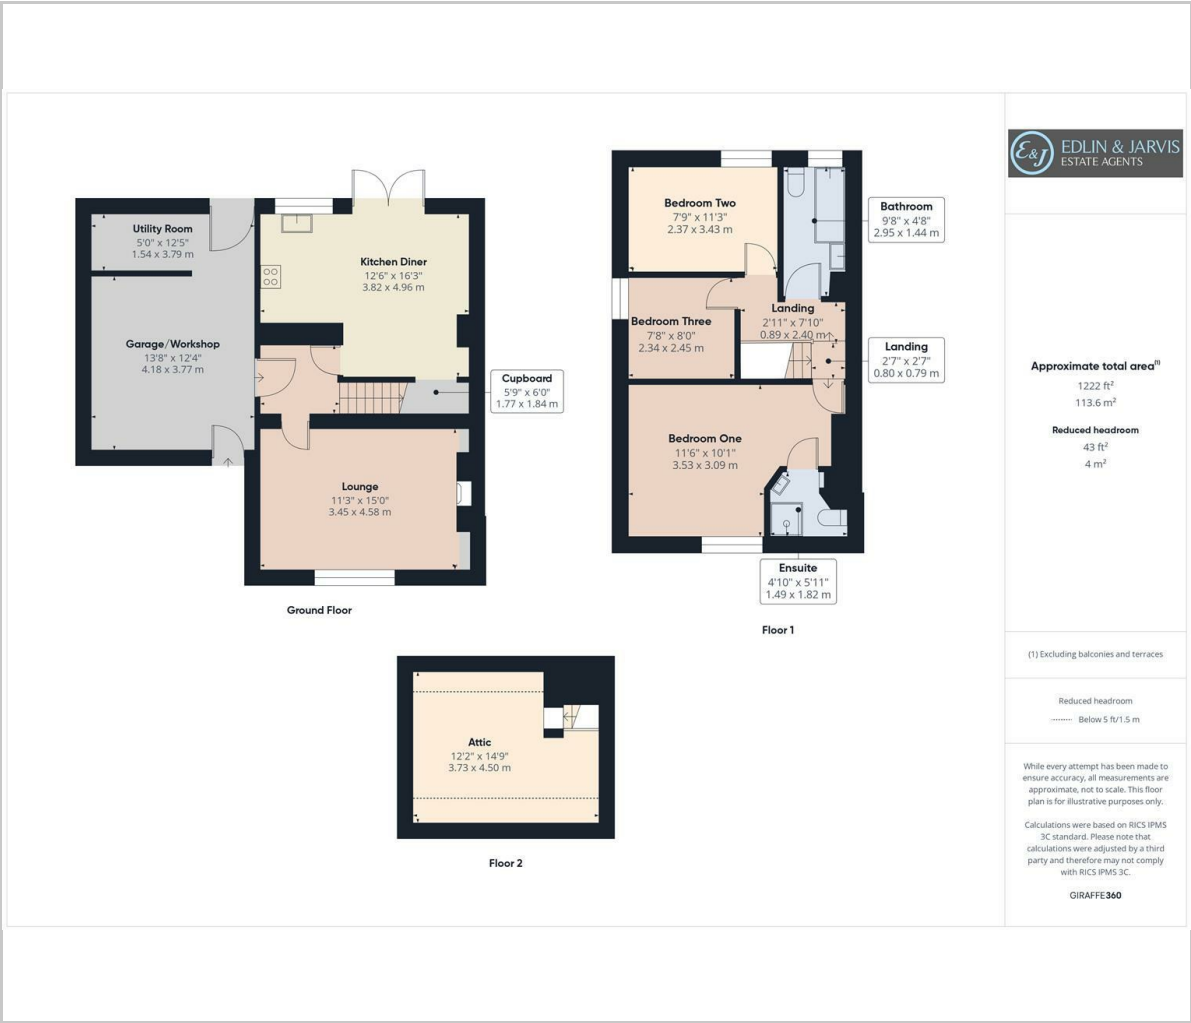 E&J
EDLIN & JARVIS
ESTATE AGENTS
Utility Room
5'0" x 12'5"
1.54 x 3.79 m
Kitchen Diner
12'6" x 16'3"
3.82 x 4.96 m
Garage/Workshop
13'8" x 12'4"
4.18 x 3.77 m
Cupboard
5'9" x 6'0"
1.77 x 1.84 m
Lounge
11'3" x 15'0"
3.45 x 4.58 m
Ground Floor
Bedroom Two
7'9" x 11'3"
2.37 x 3.43 m
Bathroom
9'8" x 4'8"
2.95 x 1.44 m
Bedroom Three
7'8" x 8'0"
2.34 x 2.45 m
Landing
2'11" x 7'10"
0.89 x 2.40 m
Landing
2'7" x 2'7"
0.80 x 0.79 m
Bedroom One
11'6" x 10'1"
3.53 x 3.09 m
Ensuite
4'10" x 5'11"
1.49 x 1.82 m
Floor 1
Attic
12'2" x 14'9"
3.73 x 4.50 m
Floor 2
Approximate total area⁽¹⁾
1222 ft²
113.6 m²
Reduced headroom
43 ft²
4 m²
(1) Excluding balconies and terraces
Reduced headroom
Below 5 ft/1.5 m
While every attempt has been made to
ensure accuracy, all measurements are
approximate, not to scale. This floor
plan is for illustrative purposes only.
Calculations were based on RICS IPMS
3C standard. Please note that
calculations were adjusted by a third
party and therefore may not comply
with RICS IPMS 3C.
GIRAFFE360